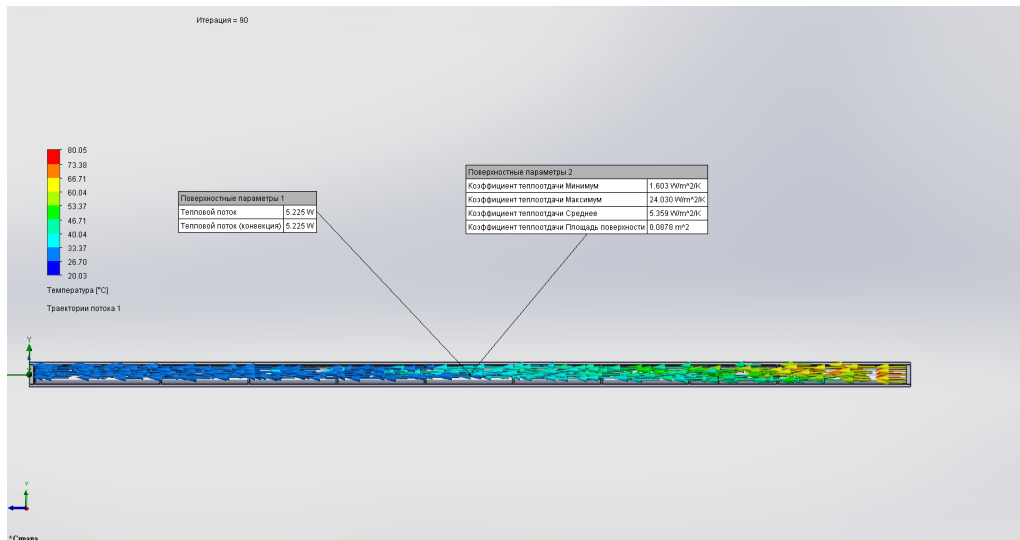 Итерация = 90
80.05
73.38
66.71
60.04
53.37
46.71
40.04
33.37
26.70
20.03
Температура [°C]
Траектории потока 1
Поверхностные параметры 1
Тепловой поток 5.225 W
Тепловой поток (конвекция) 5.225 W
Поверхностные параметры 2
Коэффициент теплоотдачи Минимум 1.603 W/m^2/K
Коэффициент теплоотдачи Максимум 24.030 W/m^2/K
Коэффициент теплоотдачи Среднее 5.359 W/m^2/K
Коэффициент теплоотдачи Площадь поверхности 0.0878 m^2
Y
Y
*Справа